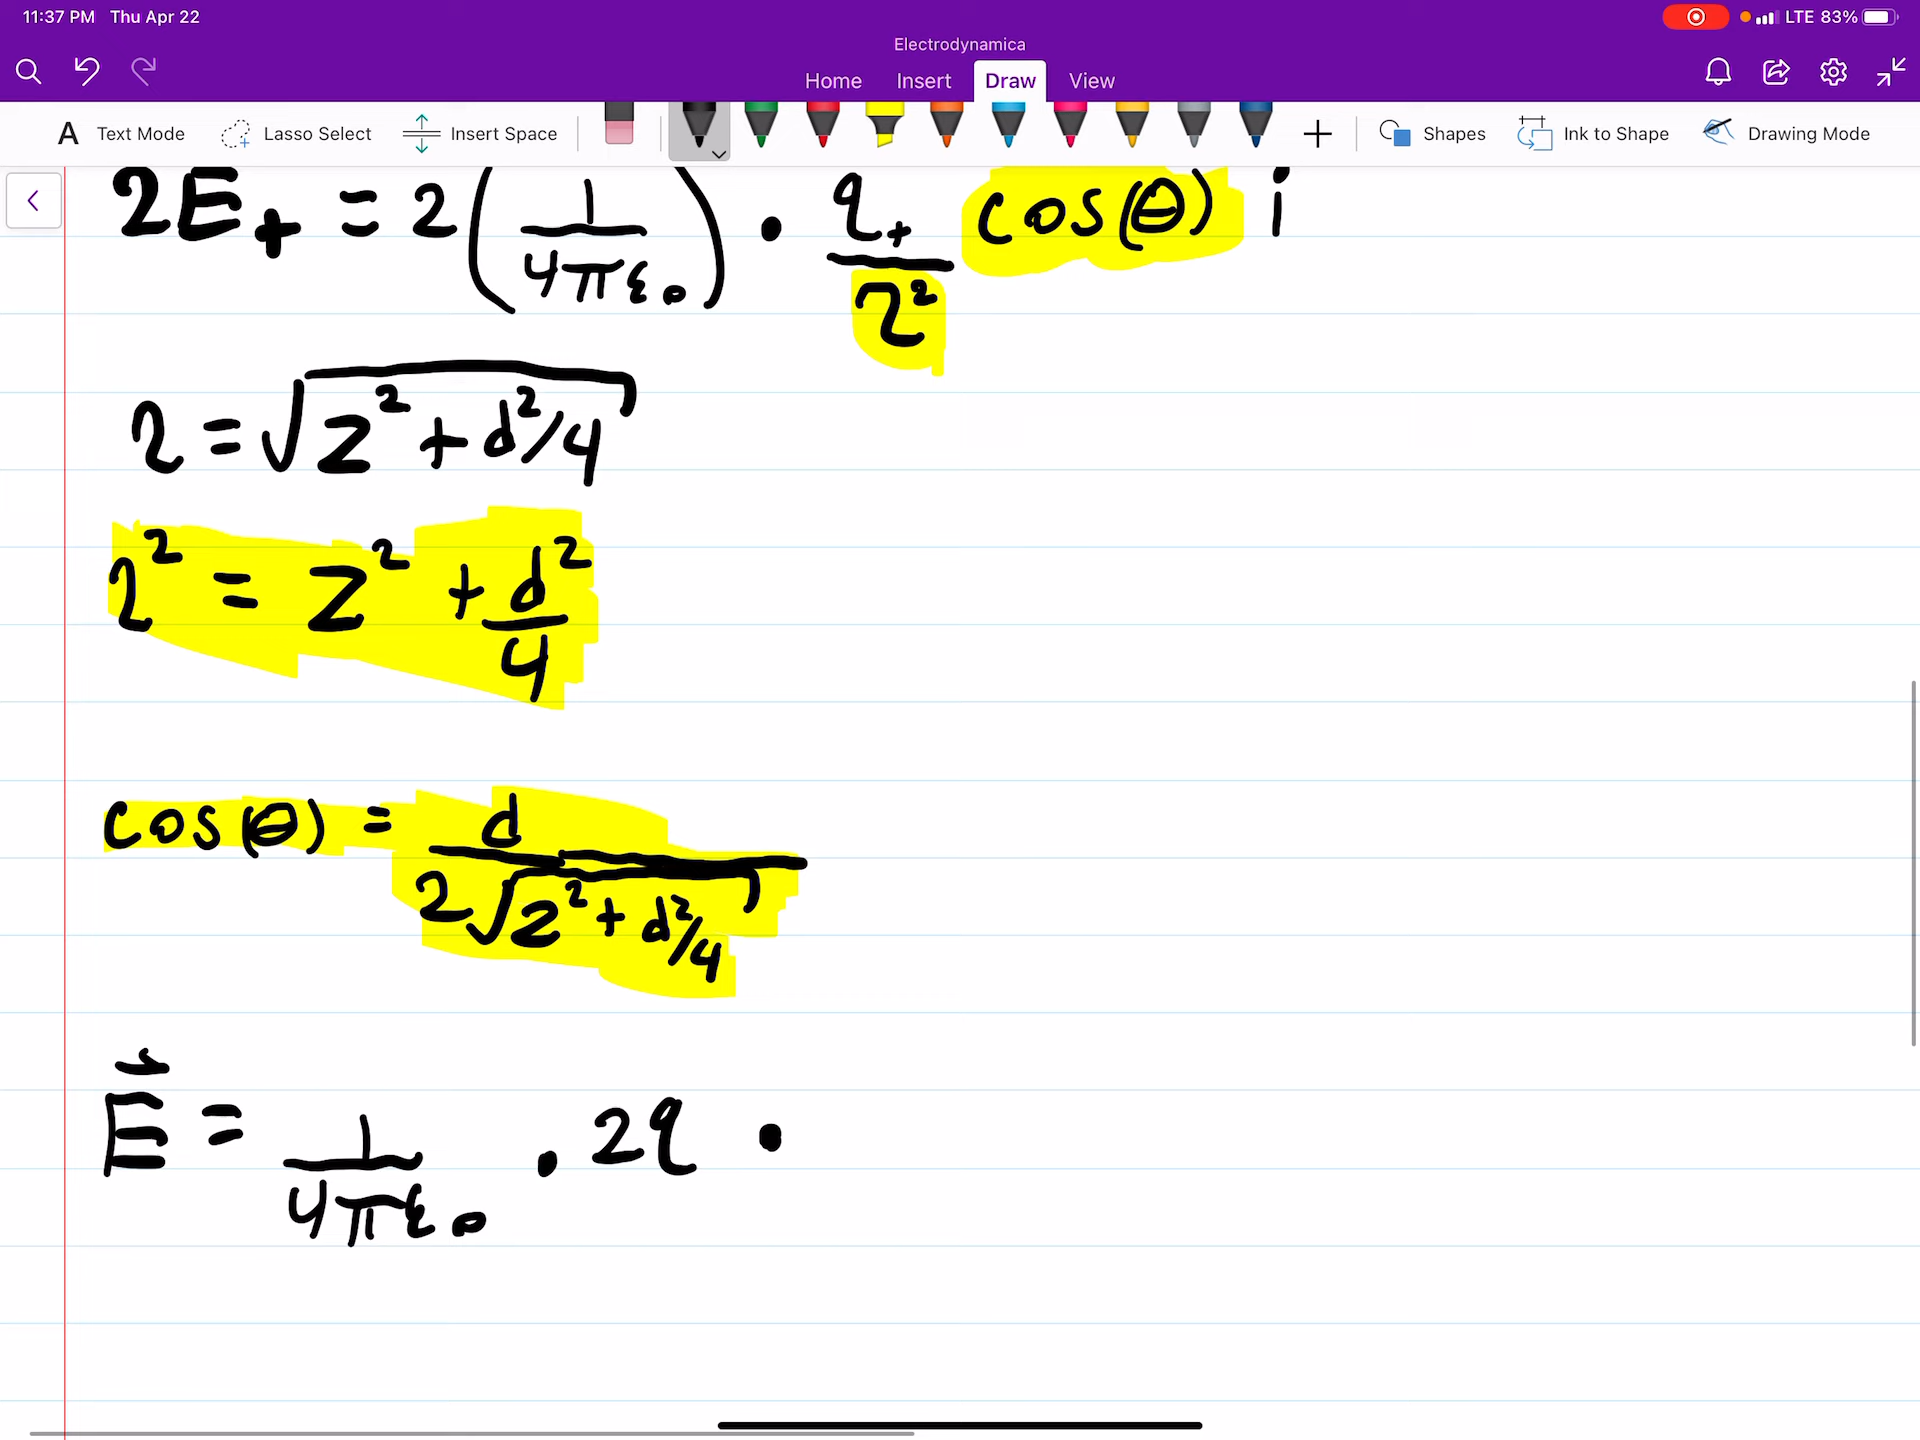 11:37 PM Thu Apr 22 LTE 83%
Electrodynamica
Home Insert Draw View
A Text Mode Lasso Select Insert Space Shapes Ink to Shape Drawing Mode
2E₊ = 2(1/4πε₀) · q₊/r² cos(θ) i
r = √(z² + d²/4)
r² = z² + d²/4
cos(θ) = d/2√(z² + d²/4)
E⃗ = 1/4πε₀ · 2q ·